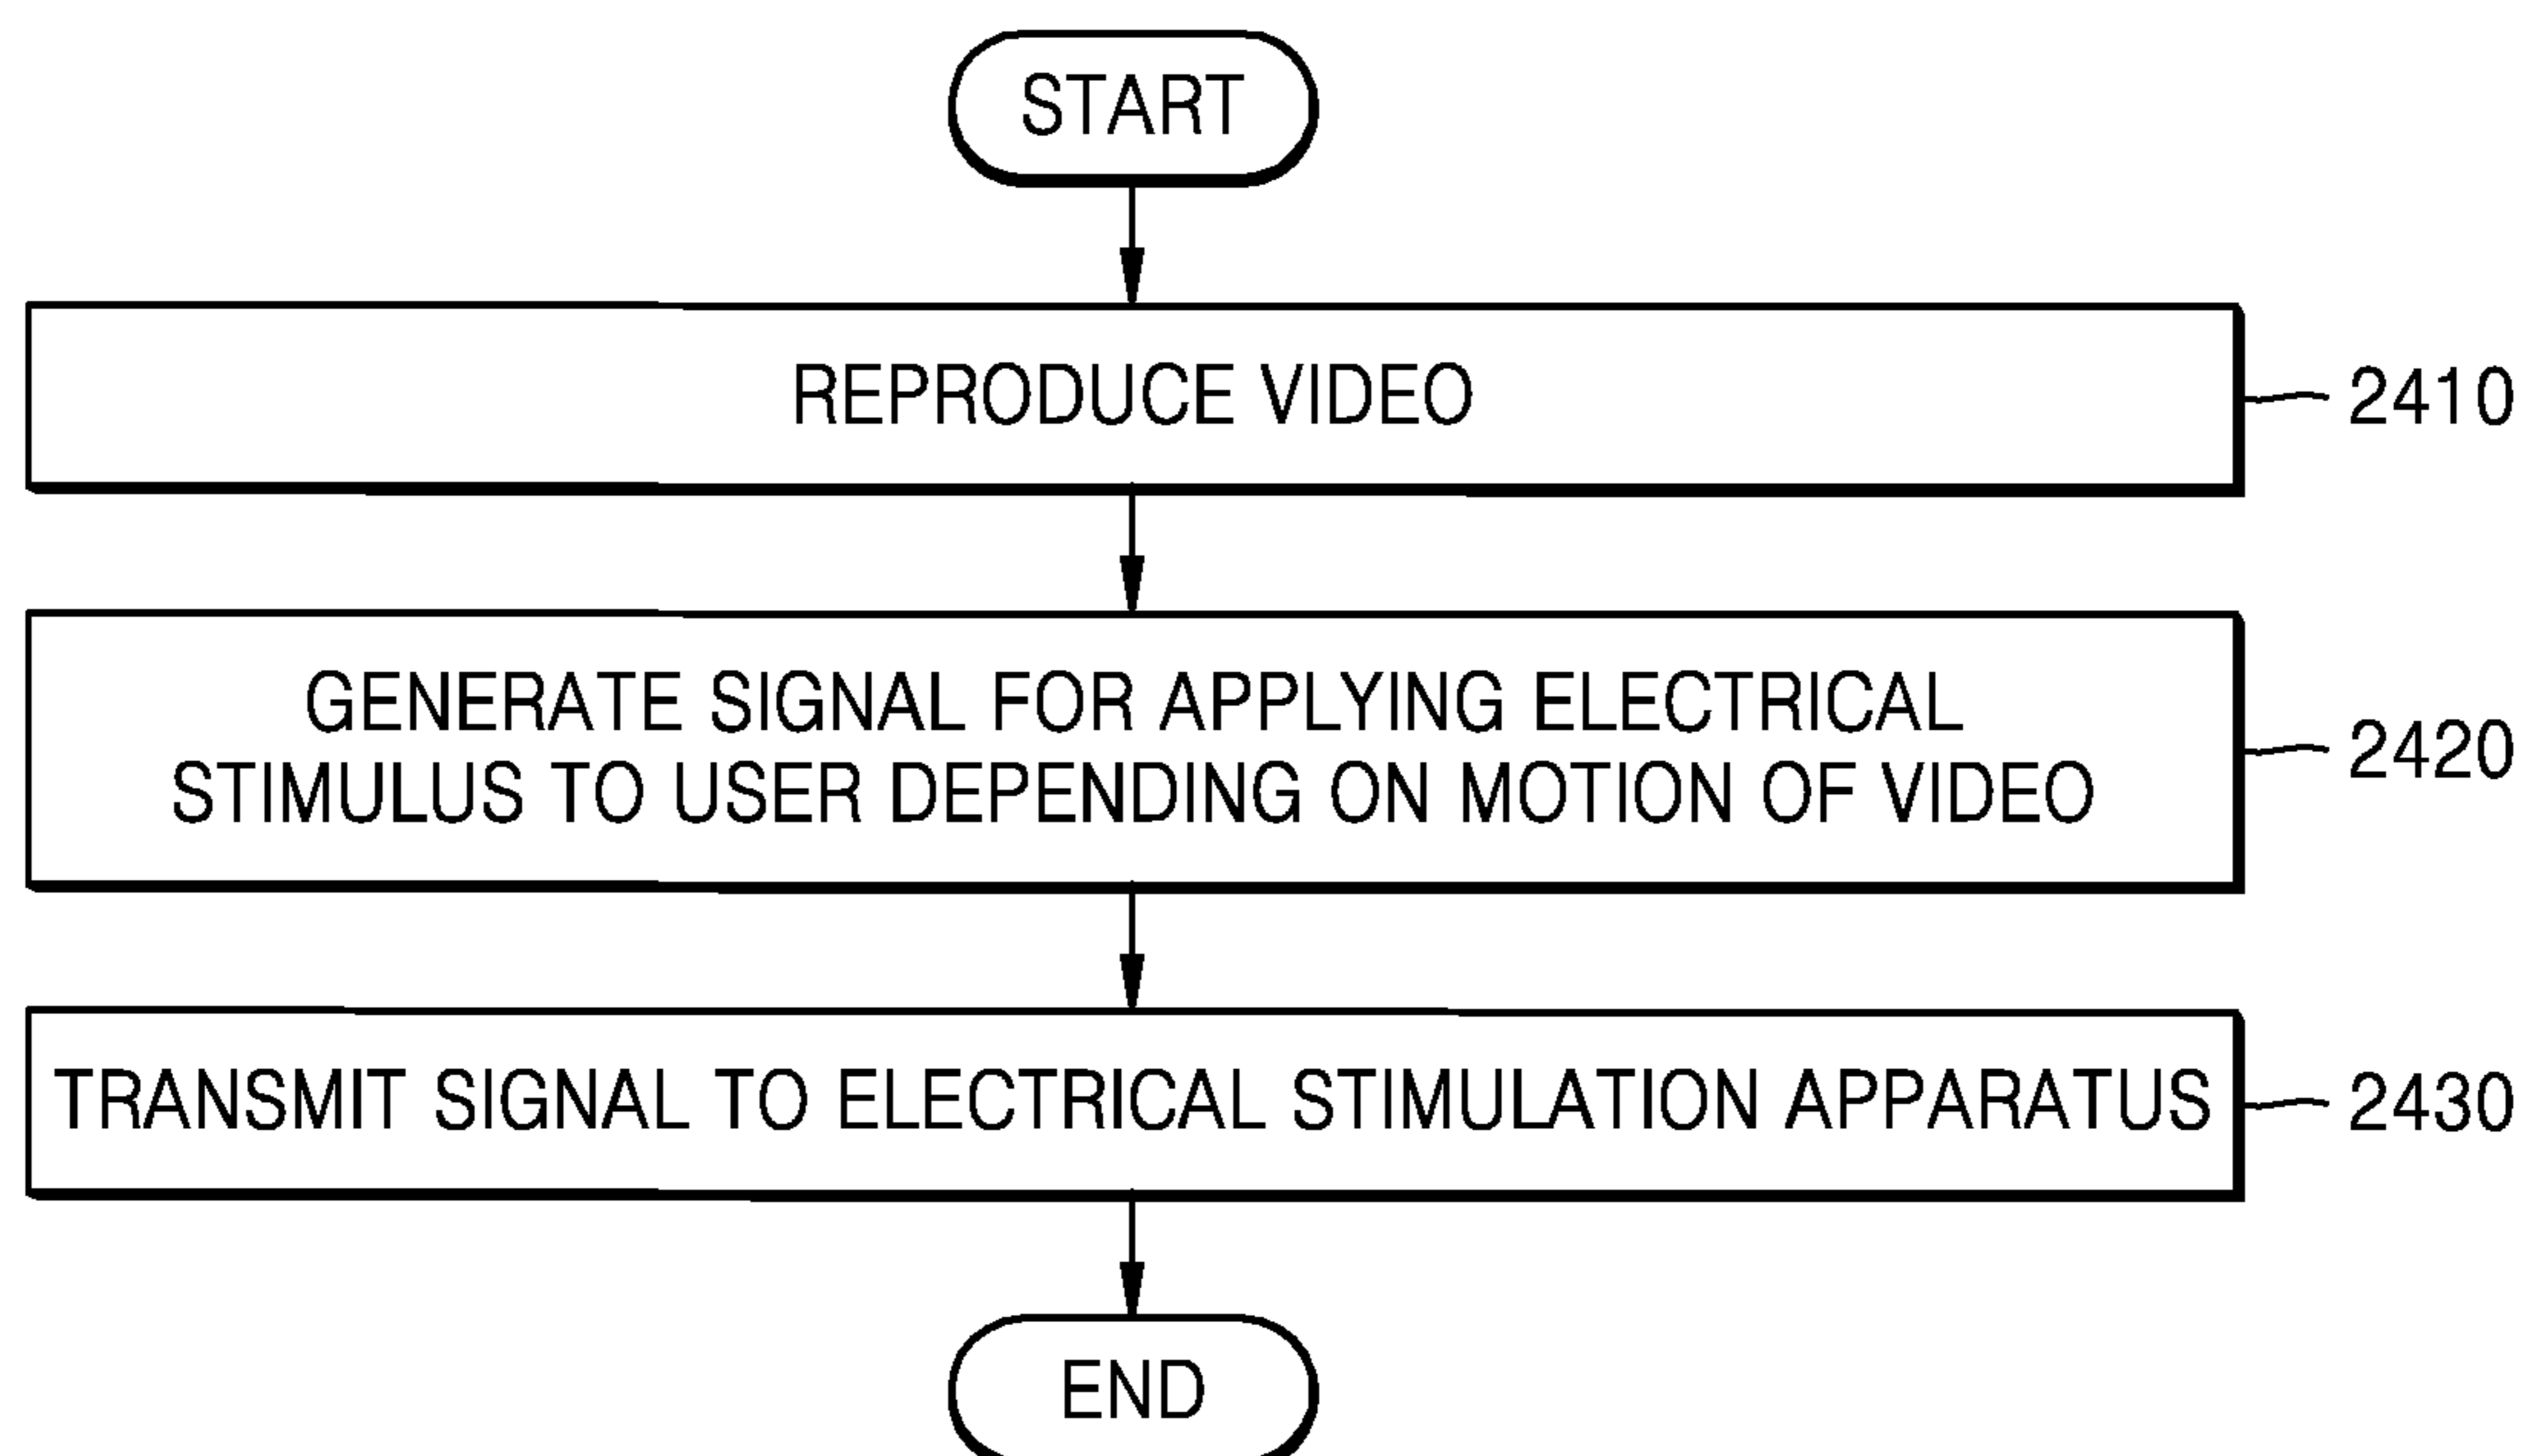 START
REPRODUCE VIDEO
2410
GENERATE SIGNAL FOR APPLYING ELECTRICAL
STIMULUS TO USER DEPENDING ON MOTION OF VIDEO
2420
TRANSMIT SIGNAL TO ELECTRICAL STIMULATION APPARATUS
2430
END